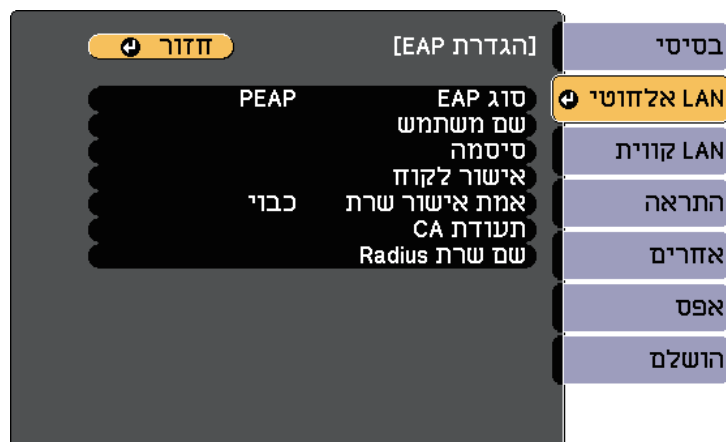 [הגדרת EAP]
חזור
סוג EAP PEAP
שם משתמש
סיסמה
אישור לקוח
אמת אישור שרת כבוי
תעודת CA
שם שרת Radius
בסיסי
LAN אלחוטי
LAN קווית
התראה
אחרים
אפס
הושלם